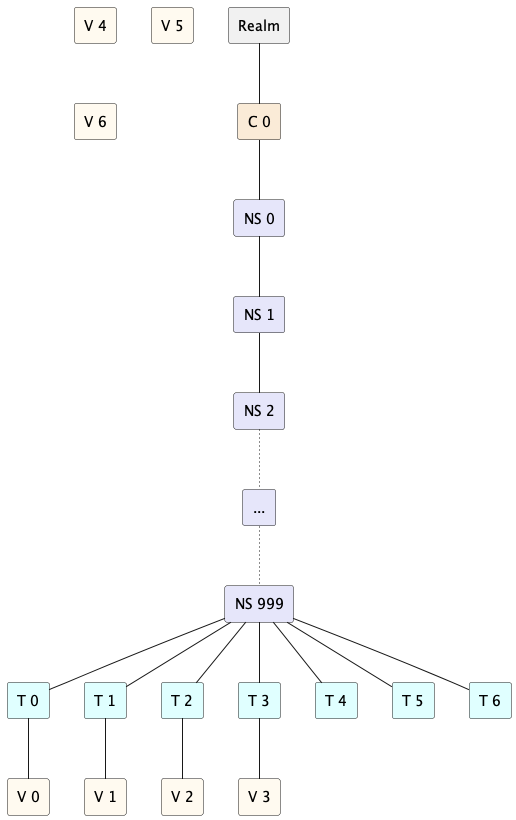 V 4
V 5
Realm
V 6
C 0
NS 0
NS 1
NS 2
...
NS 999
T 0
T 1
T 2
T 3
T 4
T 5
T 6
V 0
V 1
V 2
V 3